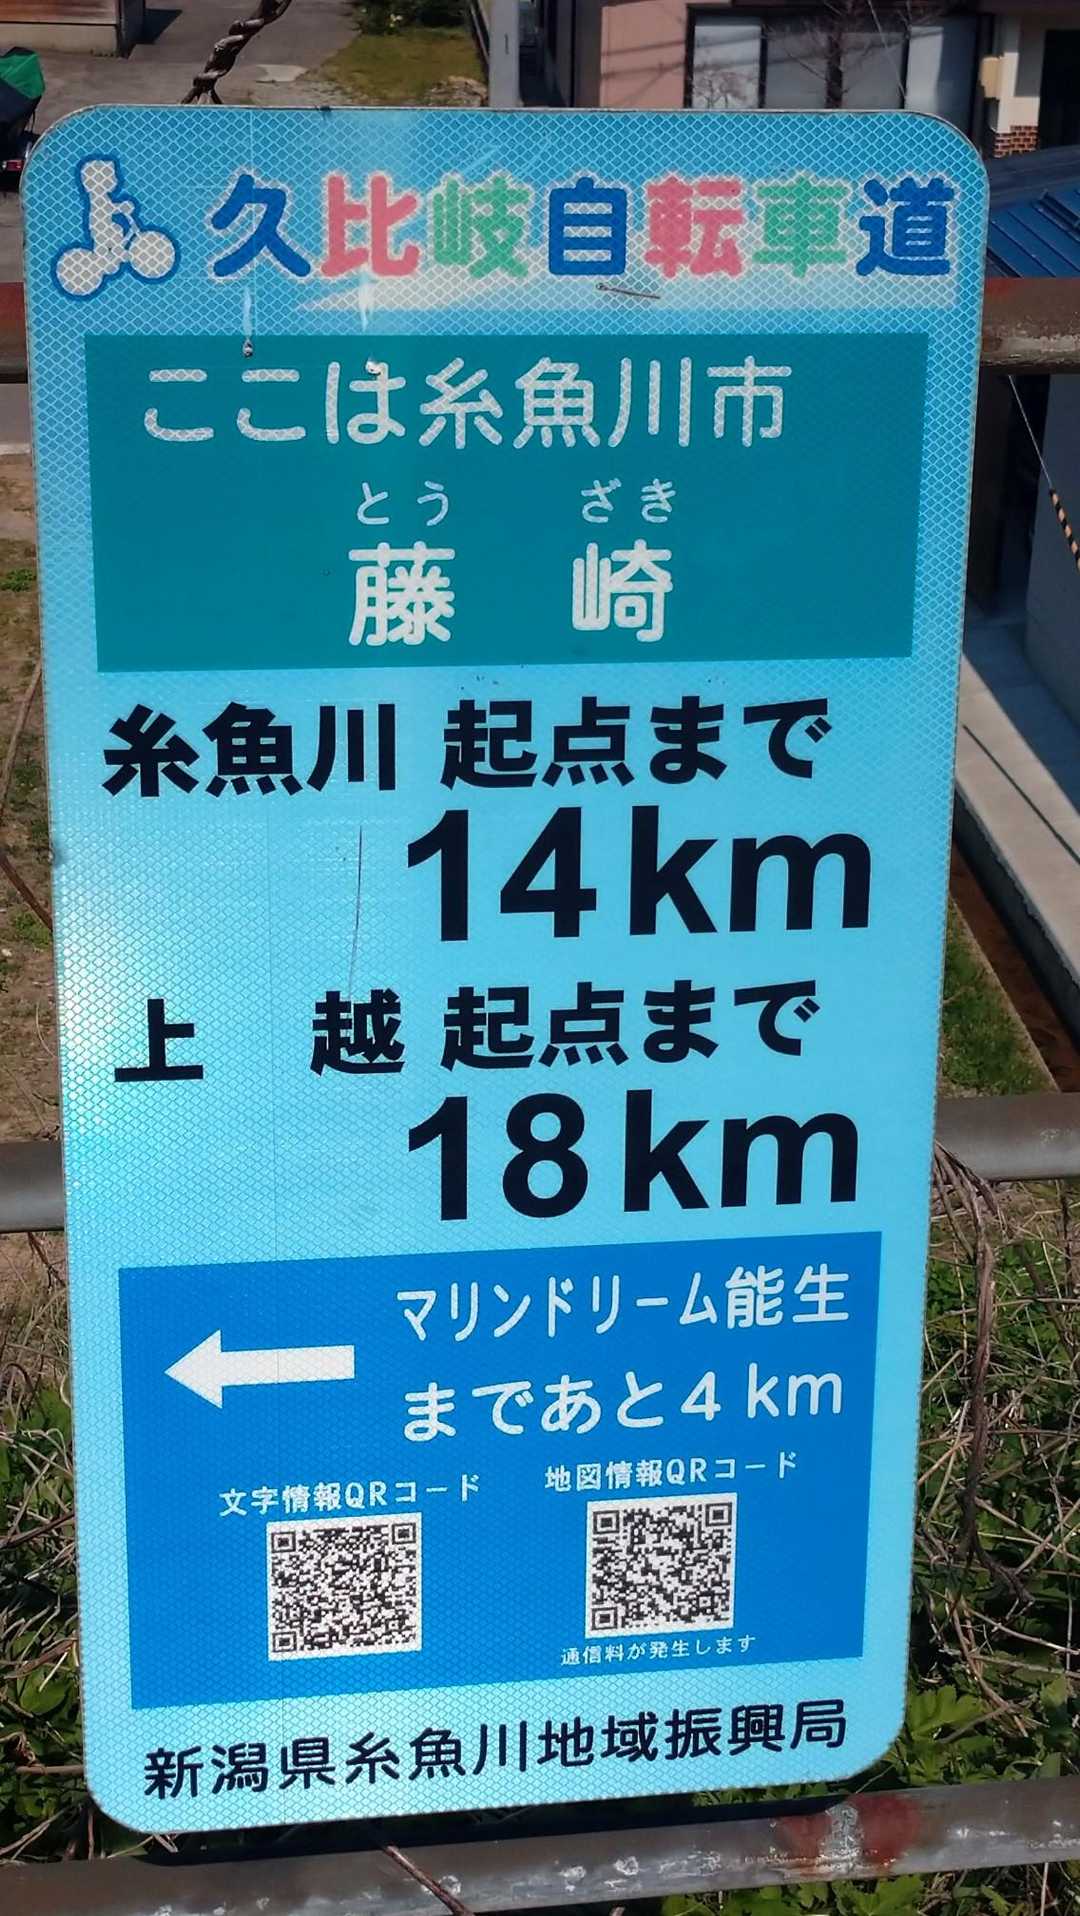 久比岐自転車道
ここは糸魚川市
とう ざき
藤 崎
糸魚川 起点まで
14km
上 越 起点まで
18km
マリンドリーム能生
まであと4km
文字情報QRコード
地図情報QRコード
通信料が発生します
新潟県糸魚川地域振興局